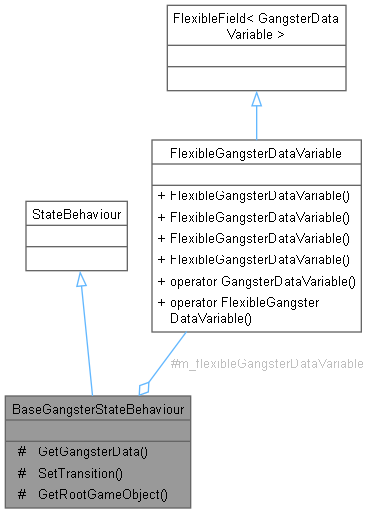 FlexibleField< GangsterData
Variable >
FlexibleGangsterDataVariable
+ FlexibleGangsterDataVariable()
+ FlexibleGangsterDataVariable()
+ FlexibleGangsterDataVariable()
+ FlexibleGangsterDataVariable()
+ operator GangsterDataVariable()
+ operator FlexibleGangster
DataVariable()
StateBehaviour
#m_flexibleGangsterDataVariable
BaseGangsterStateBehaviour
# GetGangsterData()
# SetTransition()
# GetRootGameObject()